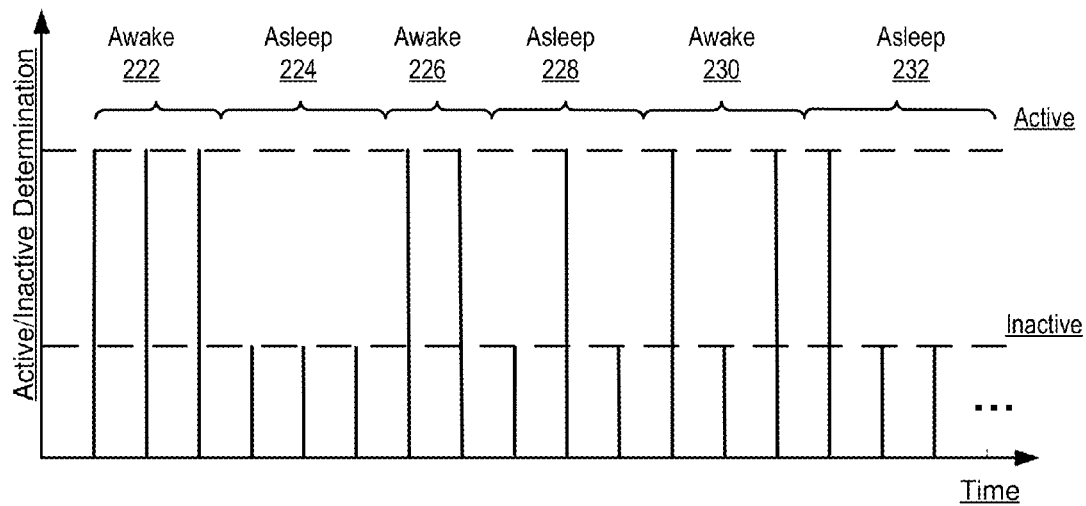 Awake Asleep Awake Asleep Awake Asleep
222 224 226 228 230 232
Active
Active/Inactive Determination
Inactive
...
Time